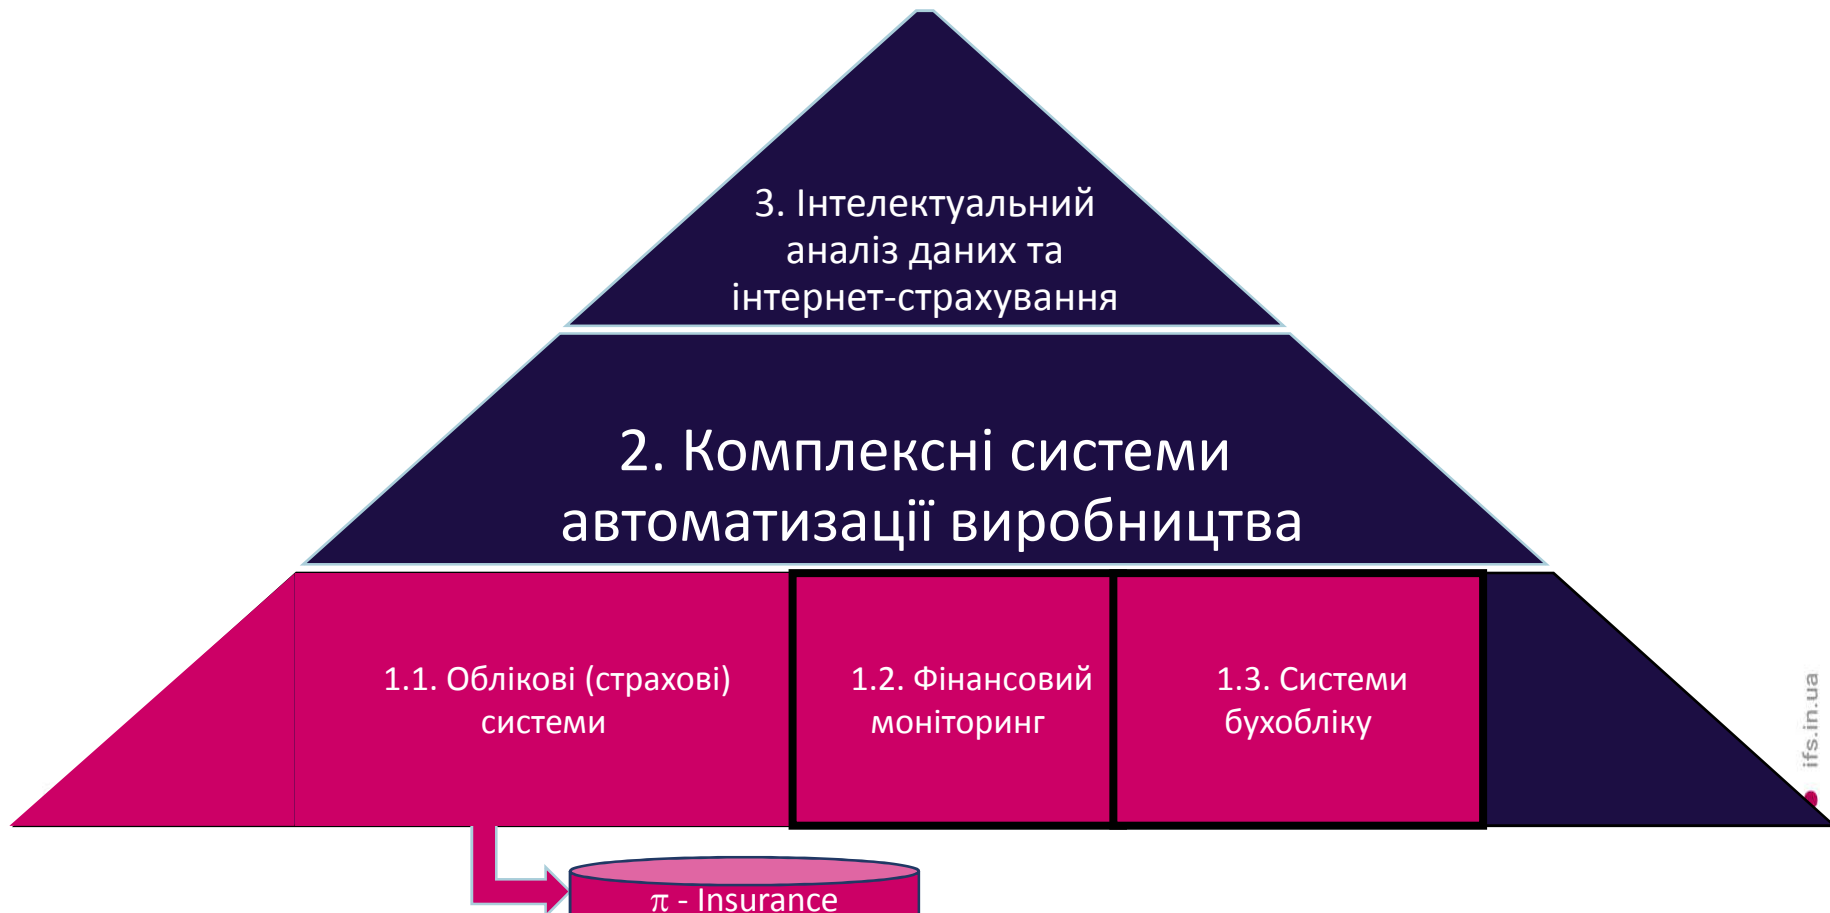 3. Інтелектуальний
аналіз даних та
інтернет-страхування
2. Комплексні системи
автоматизації виробництва
1.1. Облікові (страхові)
системи
1.2. Фінансовий
моніторинг
1.3. Системи
бухобліку
ifs.in.ua
π - Insurance